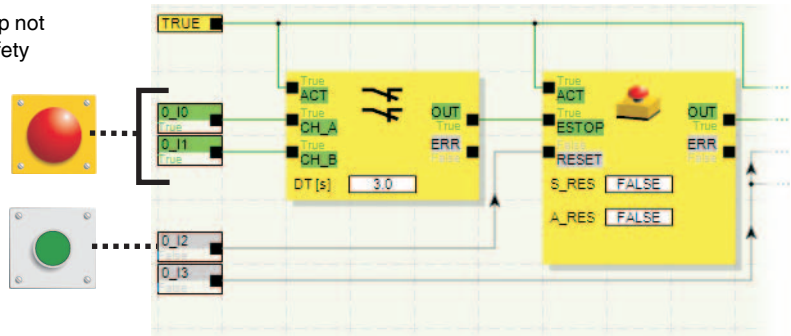 p not
fety
TRUE
True
ACT
True
CH_A
True
CH_B
OUT
True
ERR
False
DT [s] 3.0
True
ACT
True
ESTOP
False
RESET
OUT
True
ERR
False
S_RES FALSE
A_RES FALSE
0_I0
True
0_I1
True
0_I2
False
0_I3
False